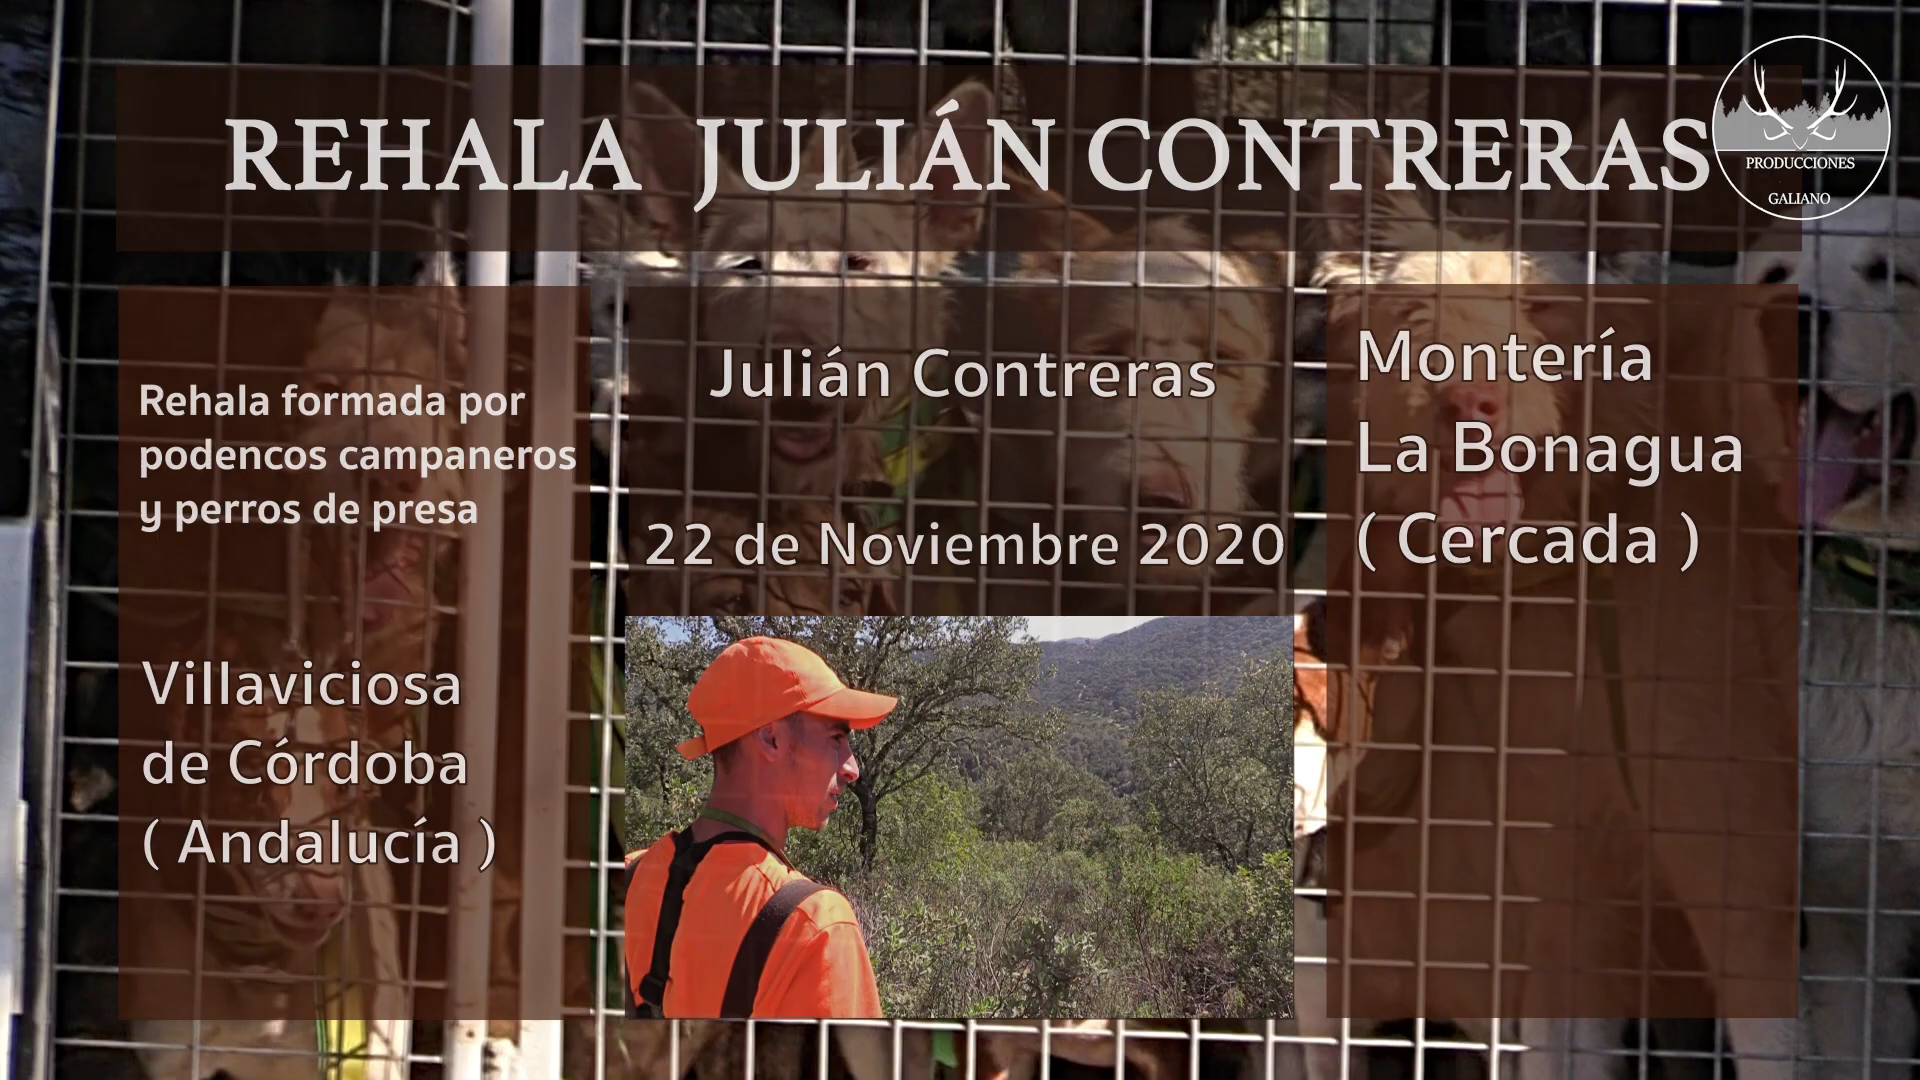 REHALA JULIÁN CONTRERAS
PRODUCCIONES
GALIANO
Rehala formada por
podencos campaneros
y perros de presa
Villaviciosa
de Córdoba
( Andalucía )
Julián Contreras
22 de Noviembre 2020
Montería
La Bonagua
( Cercada )